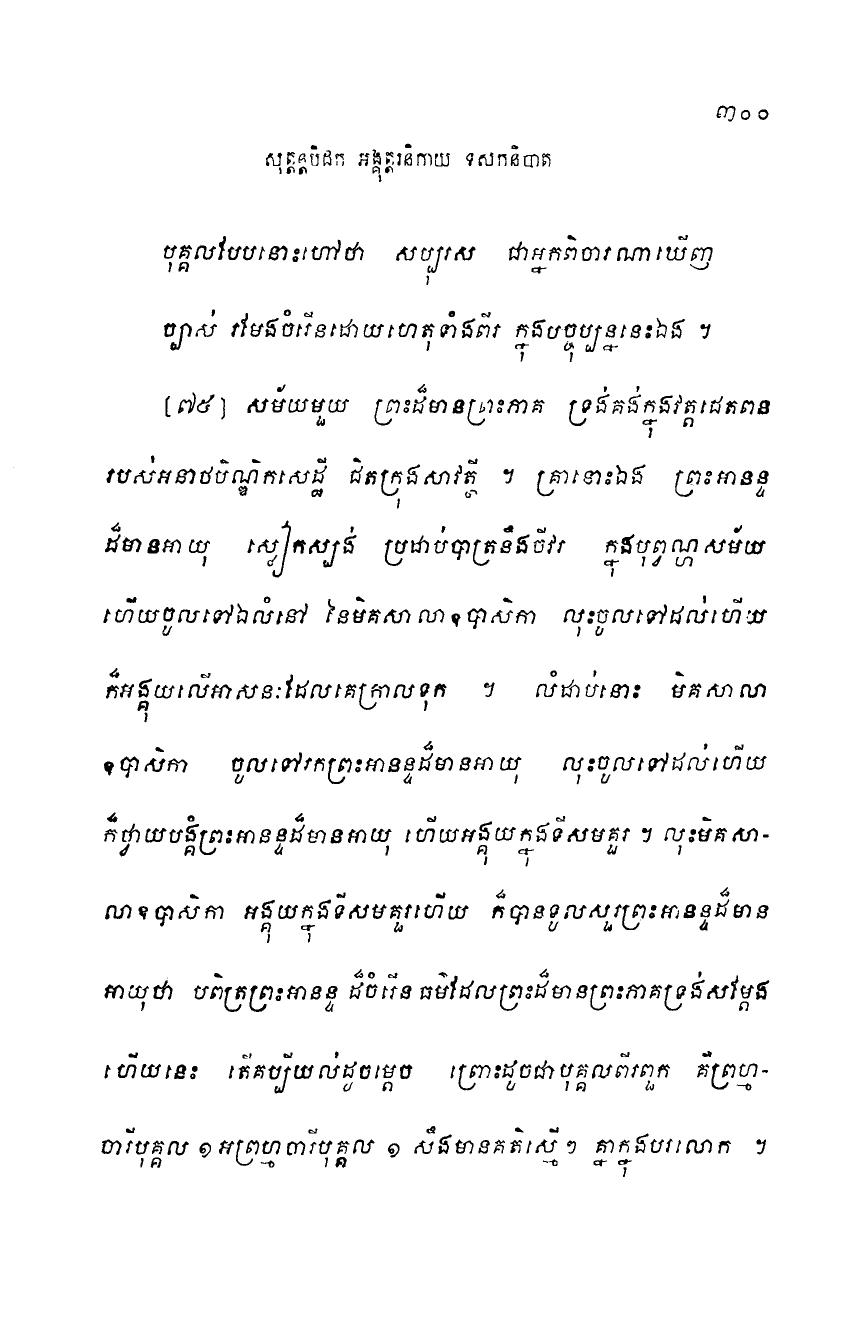 ៣០០
សុត្តន្តបិដក អង្គុត្តរនិកាយ ទសកនិបាត
បុគ្គលបែបនោះហៅថា សប្បុរស ជាអ្នកពិចារណាឃើញ
ច្បាស់ រមែងចំរើនដោយហេតុទាំងពីរ ក្នុងបច្ចុប្បន្ននេះឯង ។
[៧៥] សម័យមួយ ព្រះដ៏មានព្រះភាគ ទ្រង់គង់ក្នុងវត្តជេតពន
របស់អនាថបិណ្ឌិកសេដ្ឋី ជិតក្រុងសាវត្ថី ។ គ្រានោះឯង ព្រះអានន្ទ
ដ៏មានអាយុ ស្លៀកស្បង់ ប្រដាប់បាត្រនឹងចីវរ ក្នុងបុព្វណ្ហសម័យ
ហើយចូលទៅឯលំនៅ នៃមិគសាលាឧបាសិកា លុះចូលទៅដល់ហើយ
ក៏អង្គុយលើអាសនៈដែលគេក្រាលទុក ។ លំដាប់នោះ មិគសាលា
ឧបាសិកា ចូលទៅរកព្រះអានន្ទដ៏មានអាយុ លុះចូលទៅដល់ហើយ
ក៏ថ្វាយបង្គំព្រះអានន្ទដ៏មានអាយុ ហើយអង្គុយក្នុងទីសមគួរ ។ លុះមិគសា-
លាឧបាសិកា អង្គុយក្នុងទីសមគួរហើយ ក៏បានទូលសួរព្រះអានន្ទដ៏មាន
អាយុថា បពិត្រព្រះអានន្ទ ដ៏ចំរើន ធម៌ដែលព្រះដ៏មានព្រះភាគទ្រង់សម្តែង
ហើយនេះ តើគប្បីយល់ដូចម្តេច ព្រោះដូចជាបុគ្គលពីរពួក គឺព្រហ្ម-
ចារីបុគ្គល ១ អព្រហ្មចារីបុគ្គល ១ សឹងមានគតិស្មើៗ គ្នាក្នុងបរលោក ។